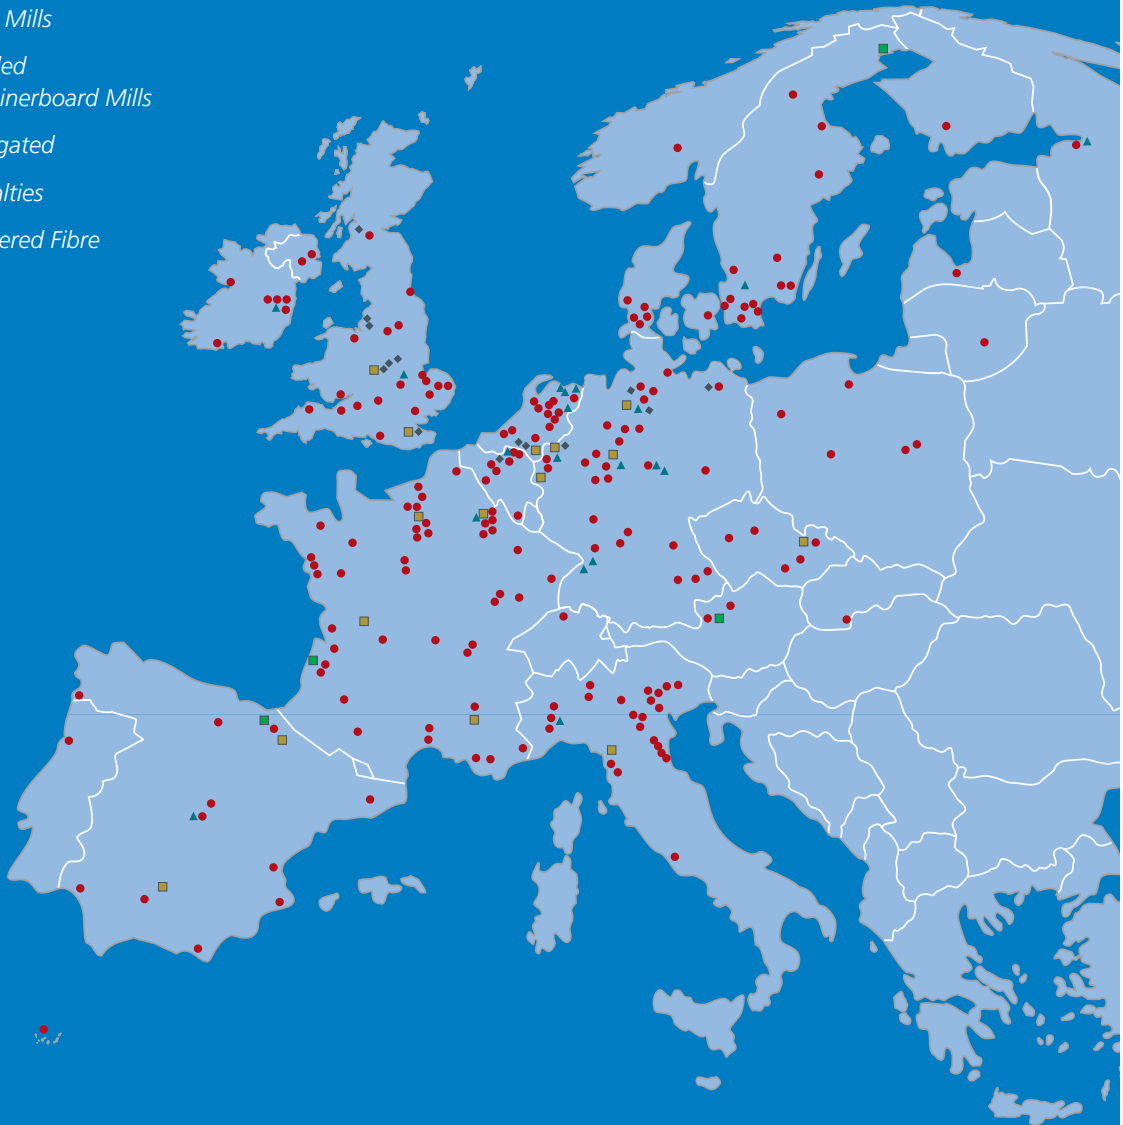 Mills
led
inerboard Mills
gated
alties
ered Fibre